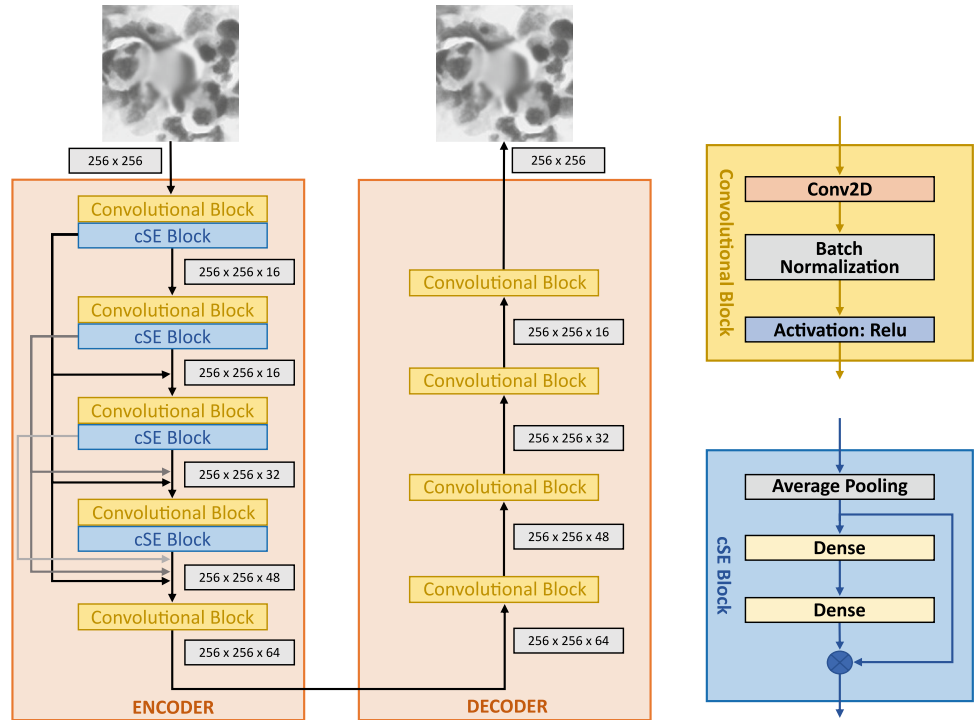 256 x 256
Convolutional Block
cSE Block
256 x 256 x 16
Convolutional Block
cSE Block
256 x 256 x 16
Convolutional Block
cSE Block
256 x 256 x 32
Convolutional Block
cSE Block
256 x 256 x 48
Convolutional Block
256 x 256 x 64
ENCODER
256 x 256
Convolutional Block
256 x 256 x 16
Convolutional Block
256 x 256 x 32
Convolutional Block
256 x 256 x 48
Convolutional Block
256 x 256 x 64
DECODER
Convolutional Block
Conv2D
Batch
Normalization
Activation: Relu
cSE Block
Average Pooling
Dense
Dense